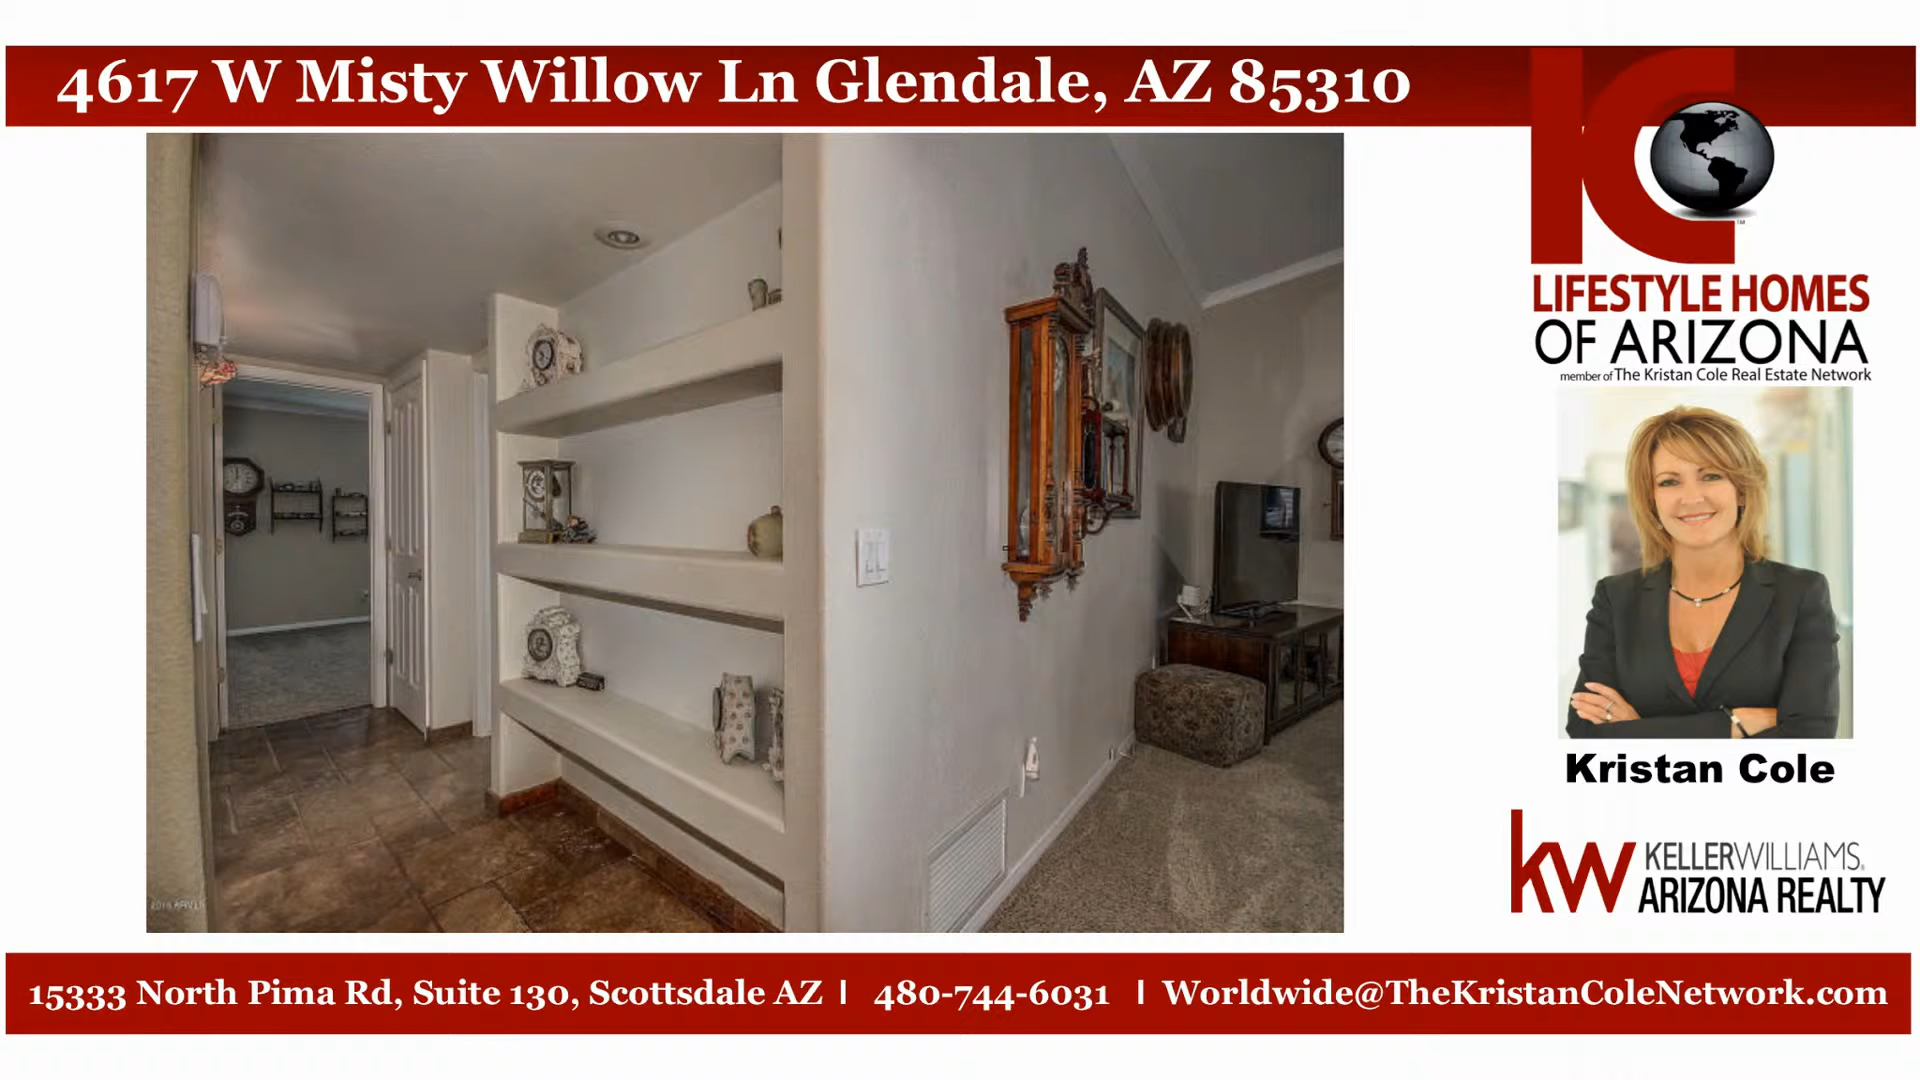 4617 W Misty Willow Ln Glendale, AZ 85310
KC
TM
LIFESTYLE HOMES
OF ARIZONA
member of The Kristan Cole Real Estate Network
Kristan Cole
kw KELLERWILLIAMS.
ARIZONA REALTY
15333 North Pima Rd, Suite 130, Scottsdale AZ | 480-744-6031 | Worldwide@TheKristanColeNetwork.com